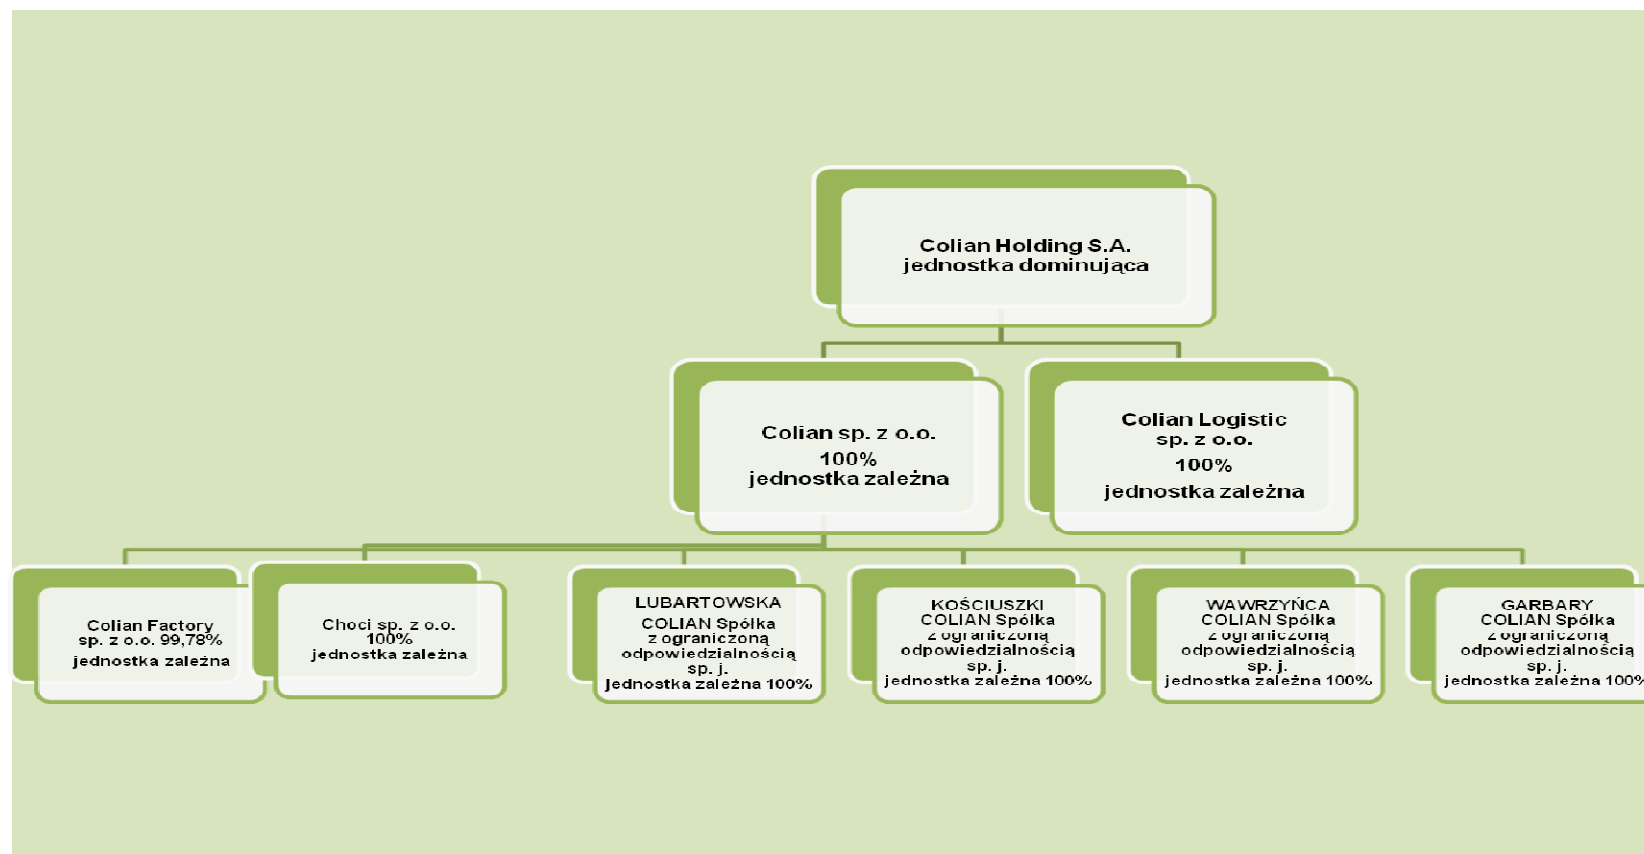 Colian Holding S.A.
jednostka dominująca
Colian sp. z o.o.
100%
jednostka zależna
Colian Logistic
sp. z o.o.
100%
jednostka zależna
Colian Factory
sp. z o.o. 99,78%
jednostka zależna
Choci sp. z o.o.
100%
jednostka zależna
LUBARTOWSKA
COLIAN Spółka
z ograniczoną
odpowiedzialnością
sp. j.
jednostka zależna 100%
KOŚCIUSZKI
COLIAN Spółka
z ograniczoną
odpowiedzialnością
sp. j.
jednostka zależna 100%
WAWRZYŃCA
COLIAN Spółka
z ograniczoną
odpowiedzialnością
sp. j.
jednostka zależna 100%
GARBARY
COLIAN Spółka
z ograniczoną
odpowiedzialnością
sp. j.
jednostka zależna 100%